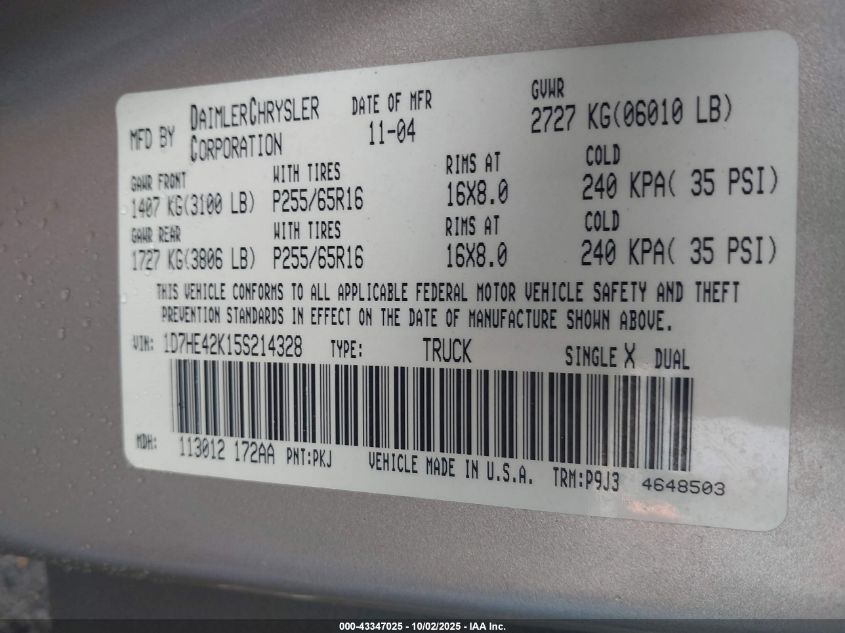 MFD BY DAIMLERCHRYSLER CORPORATION DATE OF MFR 11-04 GVWR 2727 KG(06010 LB)
GAWR FRONT WITH TIRES RIMS AT COLD
1407 KG(3100 LB) P255/65R16 16X8.0 240 KPA( 35 PSI)
GAWR REAR WITH TIRES RIMS AT COLD
1727 KG(3806 LB) P255/65R16 16X8.0 240 KPA( 35 PSI)
THIS VEHICLE CONFORMS TO ALL APPLICABLE FEDERAL MOTOR VEHICLE SAFETY AND THEFT
PREVENTION STANDARDS IN EFFECT ON THE DATE OF MANUFACTURE SHOWN ABOVE.
VIN: 1D7HE42K15S214328 TYPE: TRUCK SINGLE X DUAL
MDH: 113012 172AA PNT:PKJ VEHICLE MADE IN U.S.A. TRM:P9J3 4648503
000-43347025 - 10/02/2025 - IAA Inc.